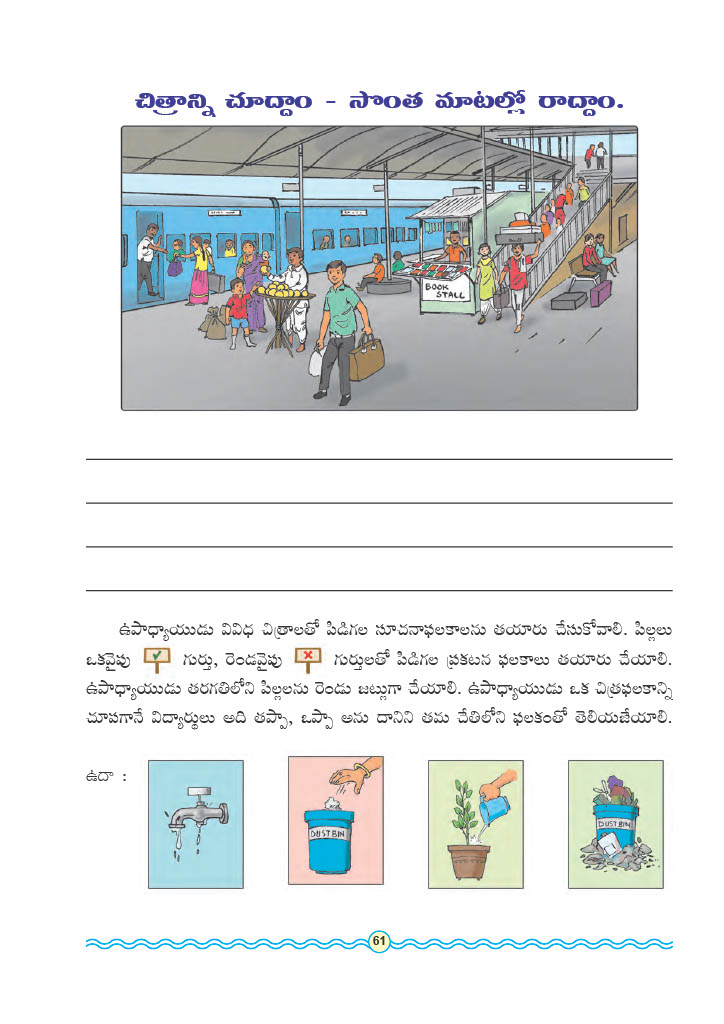 చిత్రాన్ని చూద్దాం - సొంత మాటల్లో రాద్దాం.
BOOK
STALL
ఉపాధ్యాయుడు వివిధ చిత్రాలతో పిడిగల సూచనాఫలకాలను తయారు చేసుకోవాలి. పిల్లలు
ఒకవైపు ✓ గుర్తు, రెండవైపు ✗ గుర్తులతో పిడిగల ప్రకటన ఫలకాలు తయారు చేయాలి.
ఉపాధ్యాయుడు తరగతిలోని పిల్లలను రెండు జట్లుగా చేయాలి. ఉపాధ్యాయుడు ఒక చిత్రఫలకాన్ని
చూపగానే విద్యార్థులు అది తప్పా, ఒప్పా అను దానిని తమ చేతిలోని ఫలకంతో తెలియజేయాలి.
ఉదా :
DUST BIN
DUST BIN
61